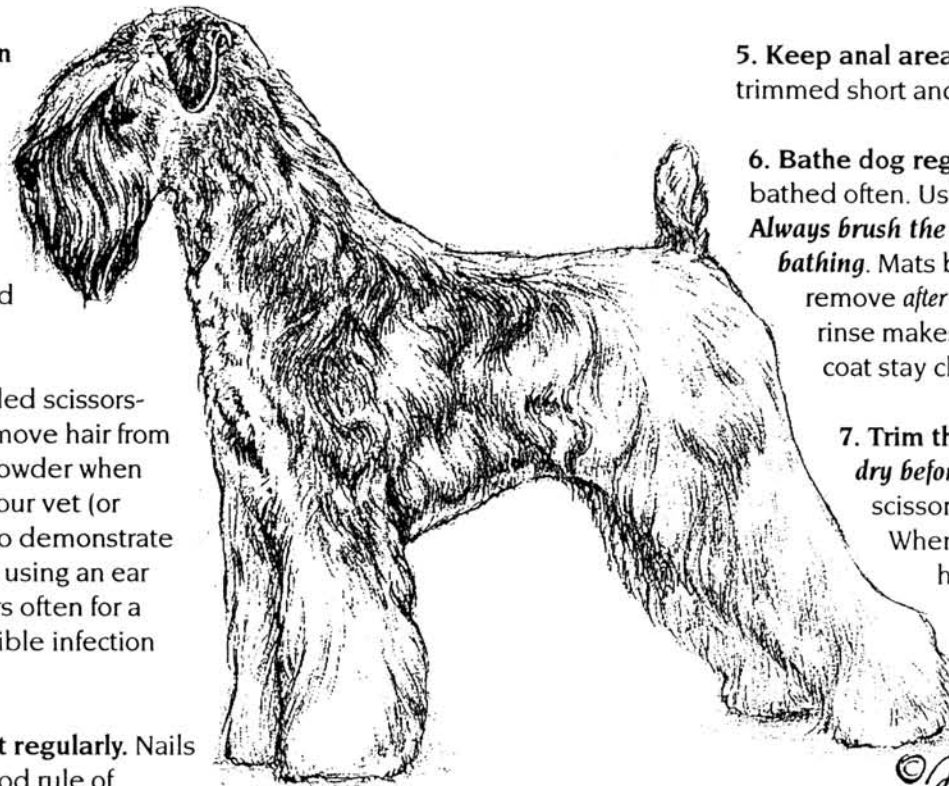 n
d
led scissors-
move hair from
owder when
our vet (or
o demonstrate
using an ear
rs often for a
ible infection
t regularly. Nails
od rule of
5. Keep anal area
trimmed short and
6. Bathe dog reg
bathed often. Us
Always brush the
bathing. Mats b
remove after
rinse make
coat stay cl
7. Trim th
dry befor
scissor
When
h
©